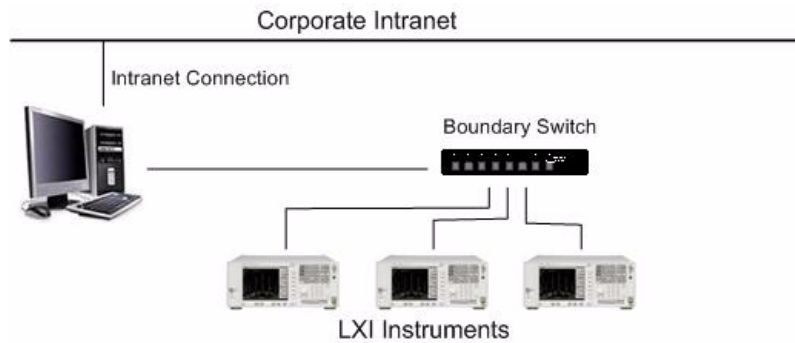 Corporate Intranet
Intranet Connection
Boundary Switch
LXI Instruments